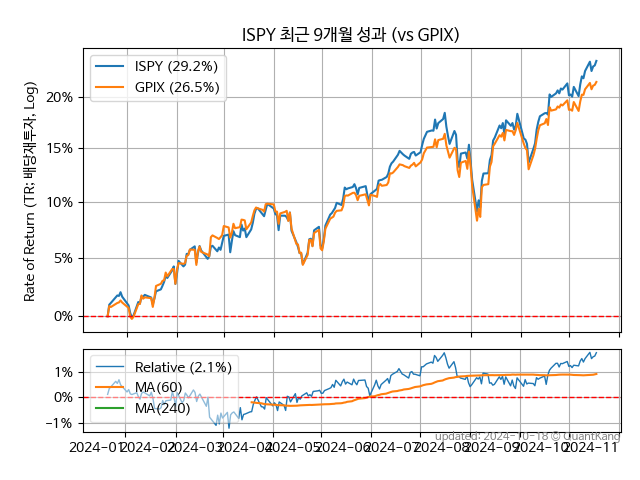 ISPY 최근 9개월 성과 (vs GPIX)
Rate of Return (TR: 배당재투자, Log)
ISPY (29.2%)
GPIX (26.5%)
20%
15%
10%
5%
0%
Relative (2.1%)
MA(60)
MA(240)
1%
0%
−1%
updated: 2024-10-18 © QuantKang
2024-01 2024-02 2024-03 2024-04 2024-05 2024-06 2024-07 2024-08 2024-09 2024-10 2024-11